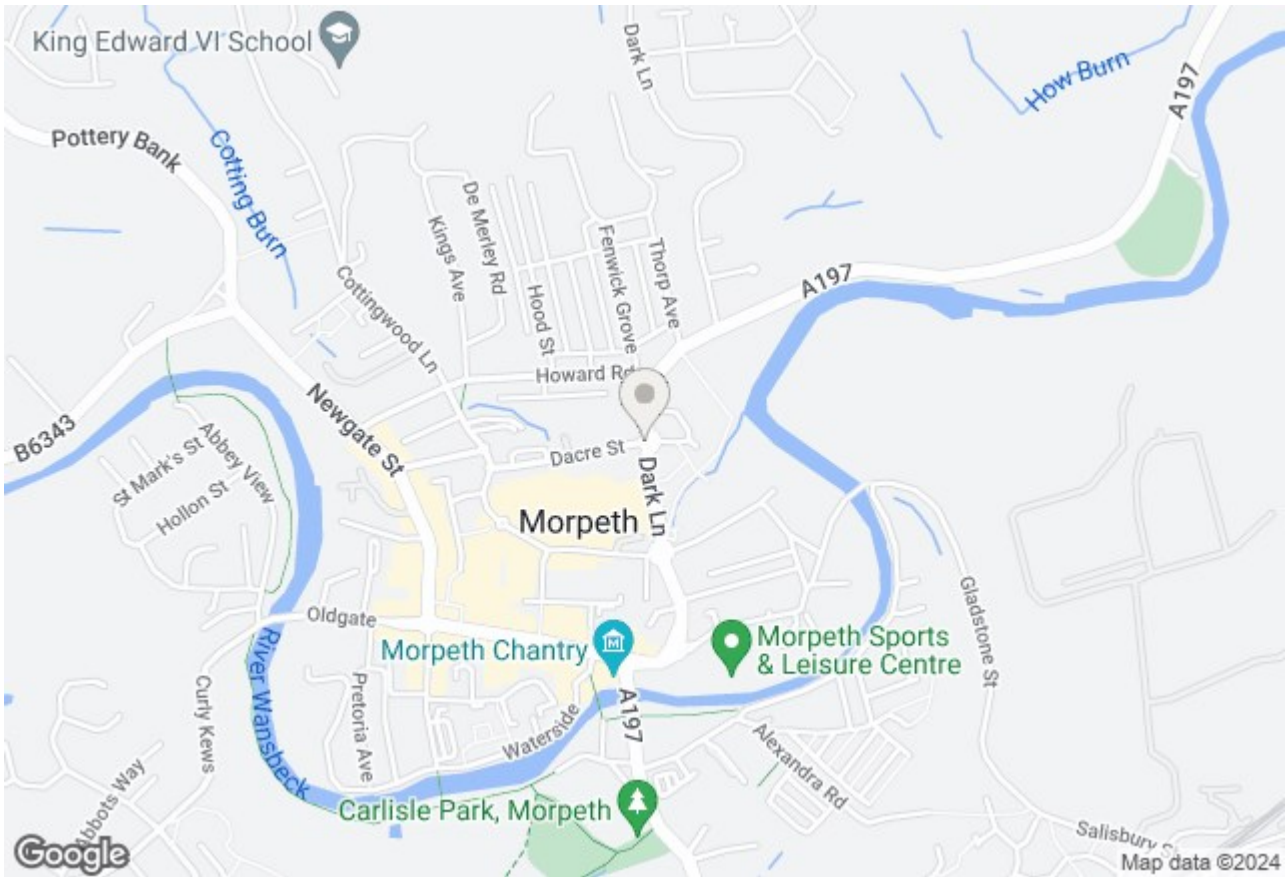 King Edward VI School
Dark Ln
How Burn
A197
Pottery Bank
Cotting Burn
De Merley Rd
Kings Ave
Fenwick Grove
Thorp Ave
A197
Cottingwood Ln
Hood St
Howard Rd
B6343
Newgate St
Abbey View
St Mark's St
Hollon St
Dacre St
Dark Ln
Morpeth
Gladstone St
Oldgate
River Wansbeck
Morpeth Chantry
Morpeth Sports
& Leisure Centre
Curly Kews
Pretoria Ave
Waterside
A197
Alexandra Rd
Abbots Way
Carlisle Park, Morpeth
Salisbury
Google
Map data ©2024